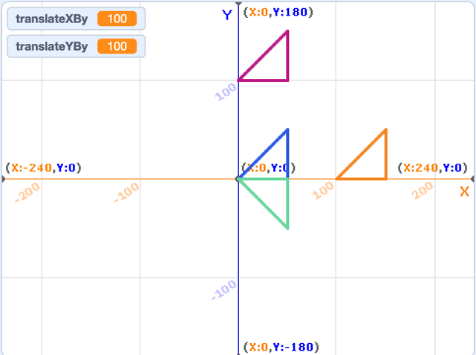 translateXBy 100
translateYBy 100
Y
(X:0,Y:180)
100
(X:-240,Y:0)
(X:0,Y:0)
(X:240,Y:0)
-200
-100
100
200
X
-100
(X:0,Y:-180)